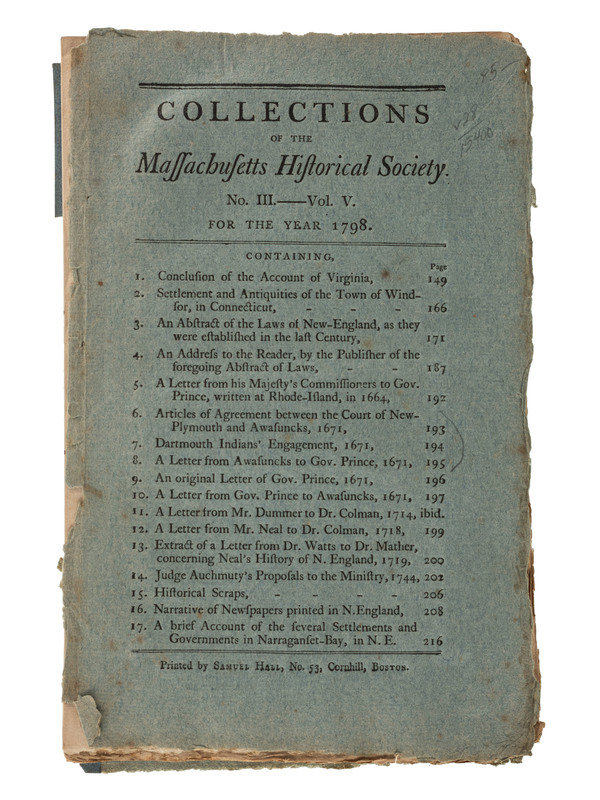 COLLECTIONS
OF THE
Maſſachuſetts Hiſtorical Society.
No. III.——Vol. V.
FOR THE YEAR 1798.
CONTAINING,
Page
1. Concluſion of the Account of Virginia, 149
2. Settlement and Antiquities of the Town of Wind-
ſor, in Connecticut, - - - 166
3. An Abſtract of the Laws of New-England, as they
were eſtabliſhed in the laſt Century, 171
4. An Addreſs to the Reader, by the Publiſher of the
foregoing Abſtract of Laws, - - 187
5. A Letter from his Majeſty's Commiſſioners to Gov.
Prince, written at Rhode-Iſland, in 1664, 192
6. Articles of Agreement between the Court of New-
Plymouth and Awaſuncks, 1671, 193
7. Dartmouth Indians' Engagement, 1671, 194
8. A Letter from Awaſuncks to Gov. Prince, 1671, 195
9. An original Letter of Gov. Prince, 1671, 196
10. A Letter from Gov. Prince to Awaſuncks, 1671, 197
11. A Letter from Mr. Dummer to Dr. Colman, 1714, ibid.
12. A Letter from Mr. Neal to Dr. Colman, 1718, 199
13. Extract of a Letter from Dr. Watts to Dr. Mather,
concerning Neal's Hiſtory of N. England, 1719, 200
14. Judge Auchmuty's Propoſals to the Miniſtry, 1744, 202
15. Hiſtorical Scraps, - - - - 206
16. Narrative of Newſpapers printed in N. England, 208
17. A brief Account of the ſeveral Settlements and
Governments in Narraganſet-Bay, in N. E. 216
Printed by SAMUEL HALL, No. 53, Cornhill, BOSTON.